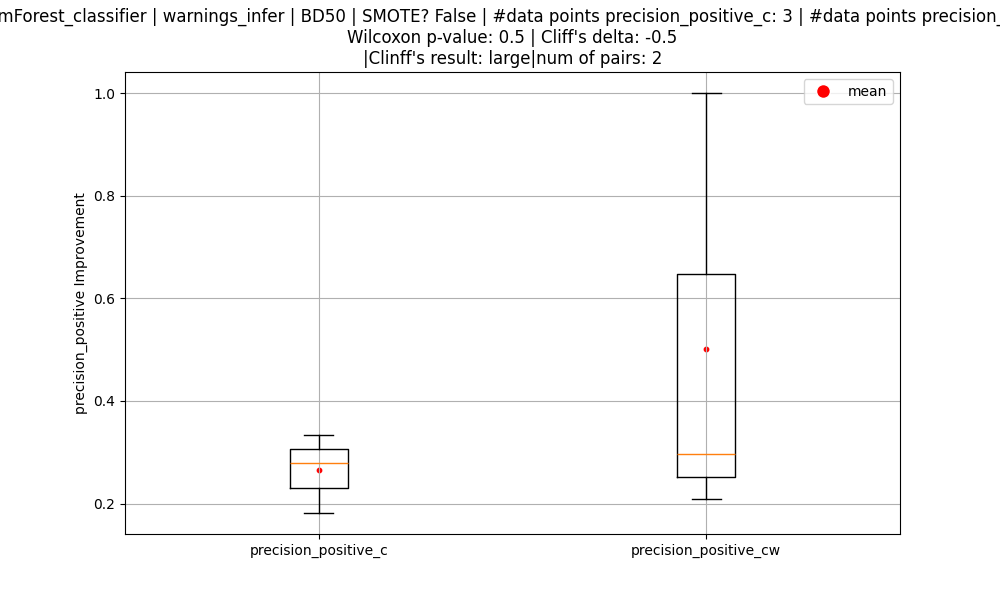 mForest_classifier | warnings_infer | BD50 | SMOTE? False | #data points precision_positive_c: 3 | #data points precision_
Wilcoxon p-value: 0.5 | Cliff's delta: -0.5
|Clinff's result: large|num of pairs: 2
mean
1.0
0.8
0.6
0.4
0.2
precision_positive Improvement
precision_positive_c
precision_positive_cw